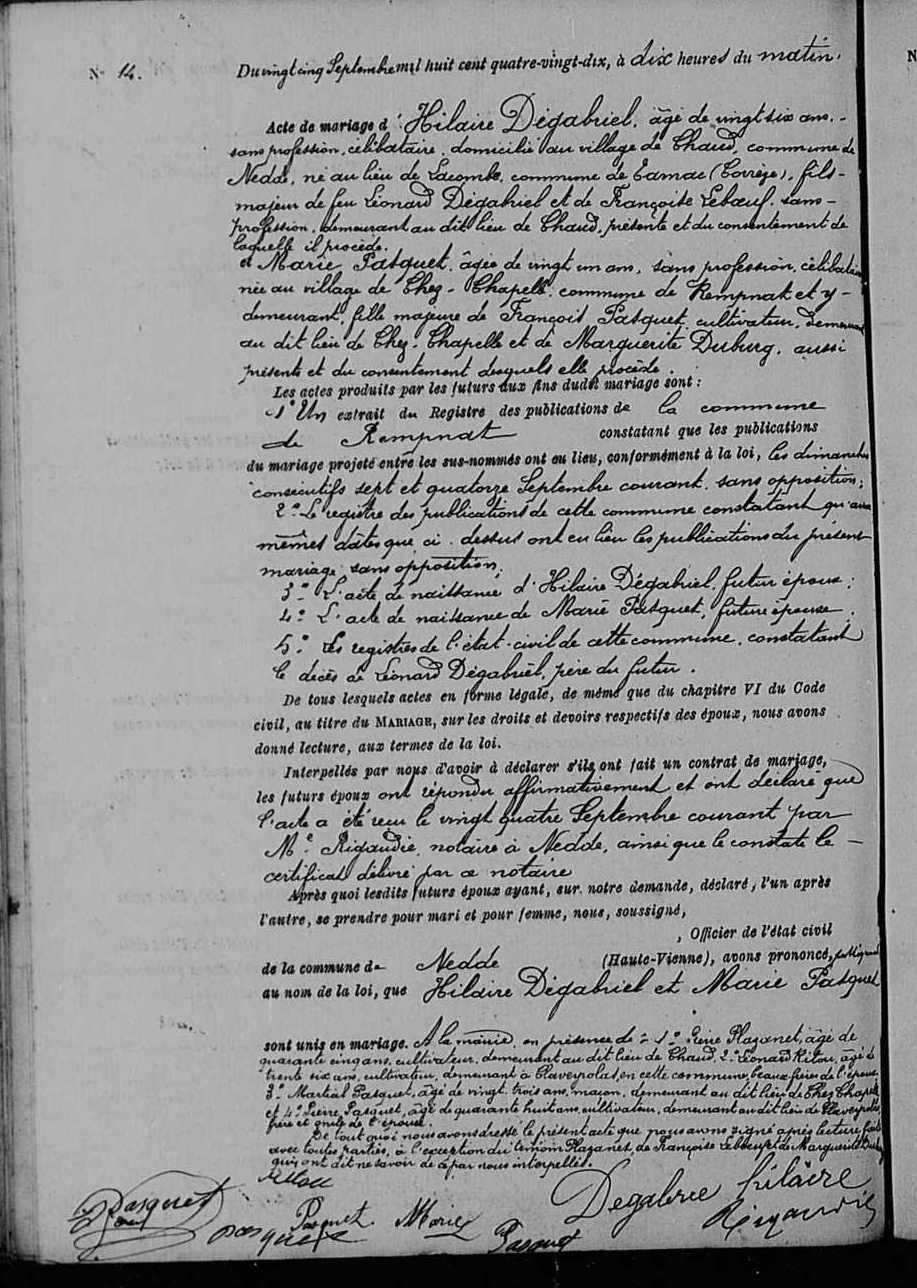 N° 14.
Du vingt cinq Septembre mil huit cent quatre-vingt-dix, à dix heures du matin.
Acte de mariage d' Hilaire Dégabriel, âgé de vingt six ans, -
sans profession, célibataire, domicilié au village de Chaud, commune de
Nedde, né au lieu de Lacombe, commune de Tarnac (Corrèze), fils -
majeur de feu Léonard Dégabriel et de Françoise Lebœuf, sans -
profession, demeurant au dit lieu de Chaud, présente et du consentement de
laquelle il procède.
et Marie Pasquet, âgée de vingt un ans, sans profession, célibataire
née au village de Chez-Chapelle, commune de Rempnat et y -
demeurant, fille majeure de François Pasquet, cultivateur, demeurant
au dit lieu de Chez-Chapelle et de Marguerite Duburg, aussi
présents et du consentement desquels elle procède.
Les actes produits par les futurs aux fins dudit mariage sont :
1° Un extrait du Registre des publications de la commune
de Rempnat constatant que les publications
du mariage projeté entre les sus-nommés ont eu lieu, conformément à la loi, les dimanches
consécutifs sept et quatorze Septembre courant, sans opposition;
2° Le registre des publications de cette commune constatant qu'aux
mêmes dates que ci-dessus ont eu lieu les publications du présent
mariage sans opposition;
3° L'acte de naissance d'Hilaire Dégabriel, futur époux;
4° L'acte de naissance de Marie Pasquet, future épouse.
5° Les registres de l'état-civil de cette commune, constatant
le décès de Léonard Dégabriel, père du futur.
De tous lesquels actes en forme légale, de même que du chapitre VI du Code
civil, au titre du MARIAGE, sur les droits et devoirs respectifs des époux, nous avons
donné lecture, aux termes de la loi.
Interpellés par nous d'avoir à déclarer s'ils ont fait un contrat de mariage,
les futurs époux ont répondu affirmativement et ont déclaré que
l'acte a été reçu le vingt quatre Septembre courant par
Me Rigaudie, notaire à Nedde, ainsi que le constate le -
certificat délivré par ce notaire
Après quoi lesdits futurs époux ayant, sur notre demande, déclaré, l'un après
l'autre, se prendre pour mari et pour femme, nous, soussigné,
, Officier de l'état civil
de la commune de Nedde (Haute-Vienne), avons prononcé, publiquement
au nom de la loi, que Hilaire Dégabriel et Marie Pasquet
sont unis en mariage. A la mairie, en présence de : 1° Pierre Plazanet, âgé de
quarante cinq ans, cultivateur, demeurant au dit lieu de Chaud, 2° Léonard Ritou, âgé de
trente six ans, cultivateur, demeurant à Claveyrolas, en cette commune, beaux-frères de l'époux,
3° Martial Pasquet, âgé de vingt-trois ans, maçon, demeurant au dit lieu de Chez Chapelle
et 4° Pierre Pasquet, âgé de quarante huit ans, cultivateur, demeurant au dit lieu de Claveyrolas,
frère et oncle de l'épouse.
De tout quoi nous avons dressé le présent acte que nous avons signé après lecture faite
avec toutes parties, à l'exception du témoin Plazanet, de Françoise Lebœuf et de Marguerite Duburg
qui ont dit ne savoir de ce par nous interpellés.
Pasquet
Pasquet Marie
Degabriel hilaire
Pasquet
Rigaudie